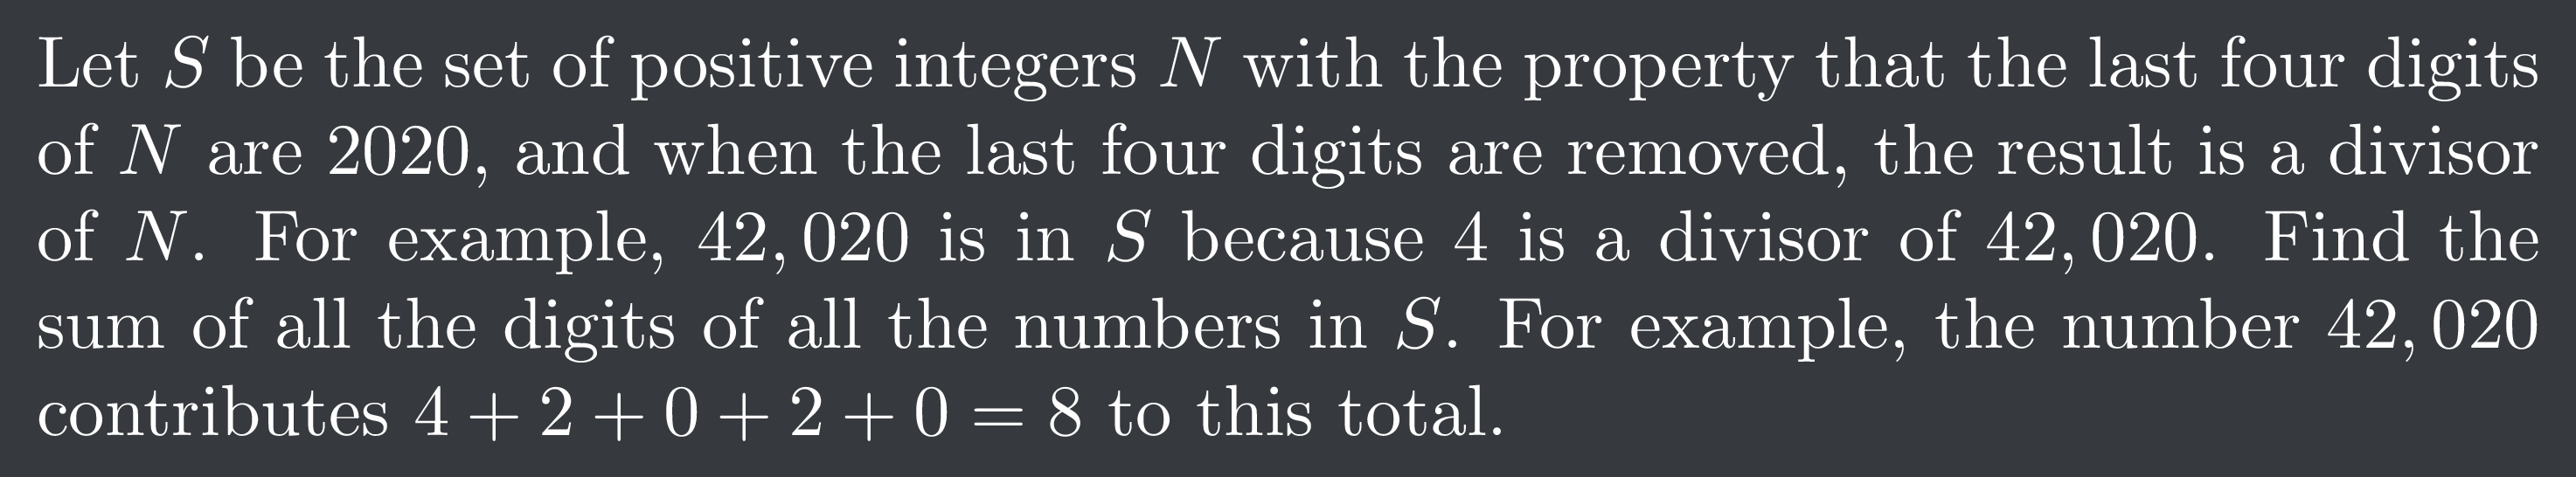 Let S be the set of positive integers N with the property that the last four digits
of N are 2020, and when the last four digits are removed, the result is a divisor
of N. For example, 42,020 is in S because 4 is a divisor of 42,020. Find the
sum of all the digits of all the numbers in S. For example, the number 42,020
contributes 4 + 2 + 0 + 2 + 0 = 8 to this total.